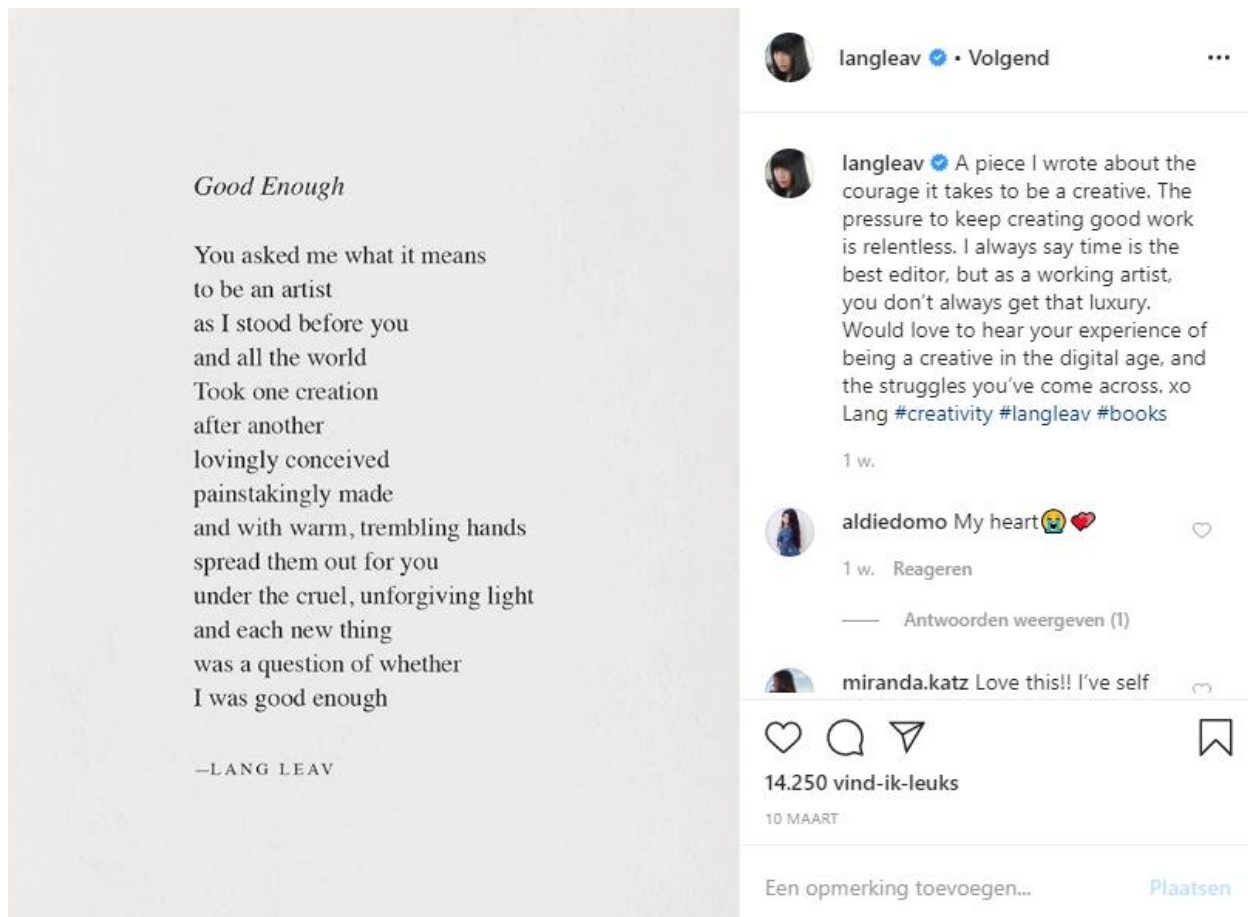 Good Enough
You asked me what it means
to be an artist
as I stood before you
and all the world
Took one creation
after another
lovingly conceived
painstakingly made
and with warm, trembling hands
spread them out for you
under the cruel, unforgiving light
and each new thing
was a question of whether
I was good enough
—LANG LEAV
langleav • Volgend
langleav A piece I wrote about the
courage it takes to be a creative. The
pressure to keep creating good work
is relentless. I always say time is the
best editor, but as a working artist,
you don't always get that luxury.
Would love to hear your experience of
being a creative in the digital age, and
the struggles you've come across. xo
Lang #creativity #langleav #books
1 w.
aldiedomo My heart😭💕
1 w. Reageren
Antwoorden weergeven (1)
miranda.katz Love this!! I've self
14.250 vind-ik-leuks
10 MAART
Een opmerking toevoegen...
Plaatsen